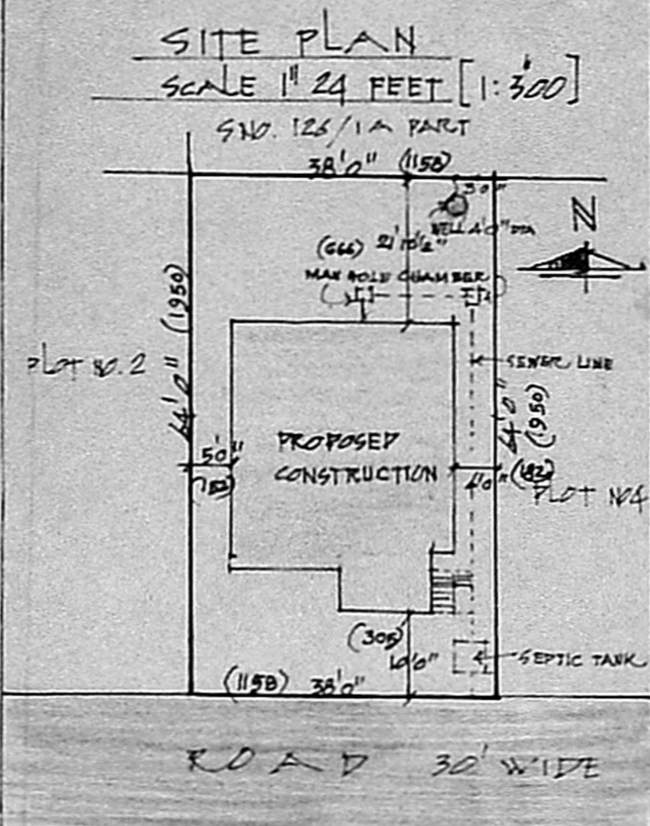 SITE PLAN
SCALE 1" 24 FEET [1:300]
S NO. 126/1A PART
38'0" (1158)
3'0"
N
WELL 4'0" DIA
(666) 21'10½"
MAN HOLE CHAMBER
(1950)
64'0"
PLOT NO. 2
SEWER LINE
64'0"
(1950)
PROPOSED
CONSTRUCTION
5'0"
4'0"
PLOT NO 4
(305)
10'0"
SEPTIC TANK
(1158) 38'0"
ROAD 30' WIDE